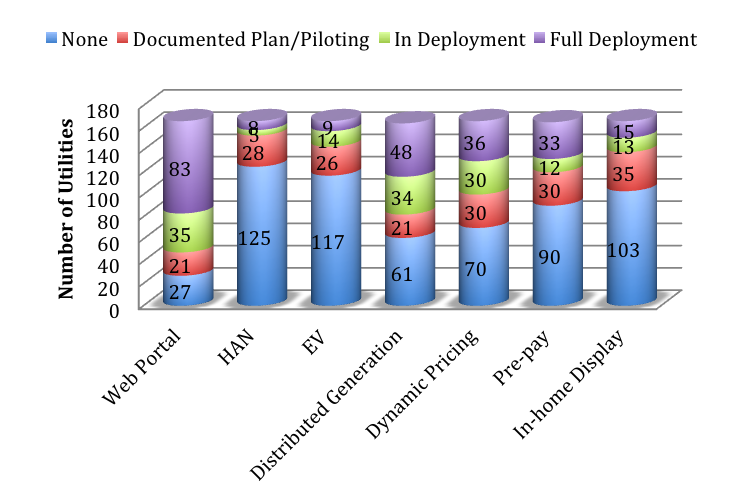 None Documented Plan/Piloting In Deployment Full Deployment
Number of Utilities
180
160
140
120
100
80
60
40
20
0
83 8 9 48 36 33 15
35 5 14 34 30 12 13
21 28 26 21 30 30 35
27 125 117 61 70 90 103
Web Portal
HAN
EV
Distributed Generation
Dynamic Pricing
Pre-pay
In-home Display